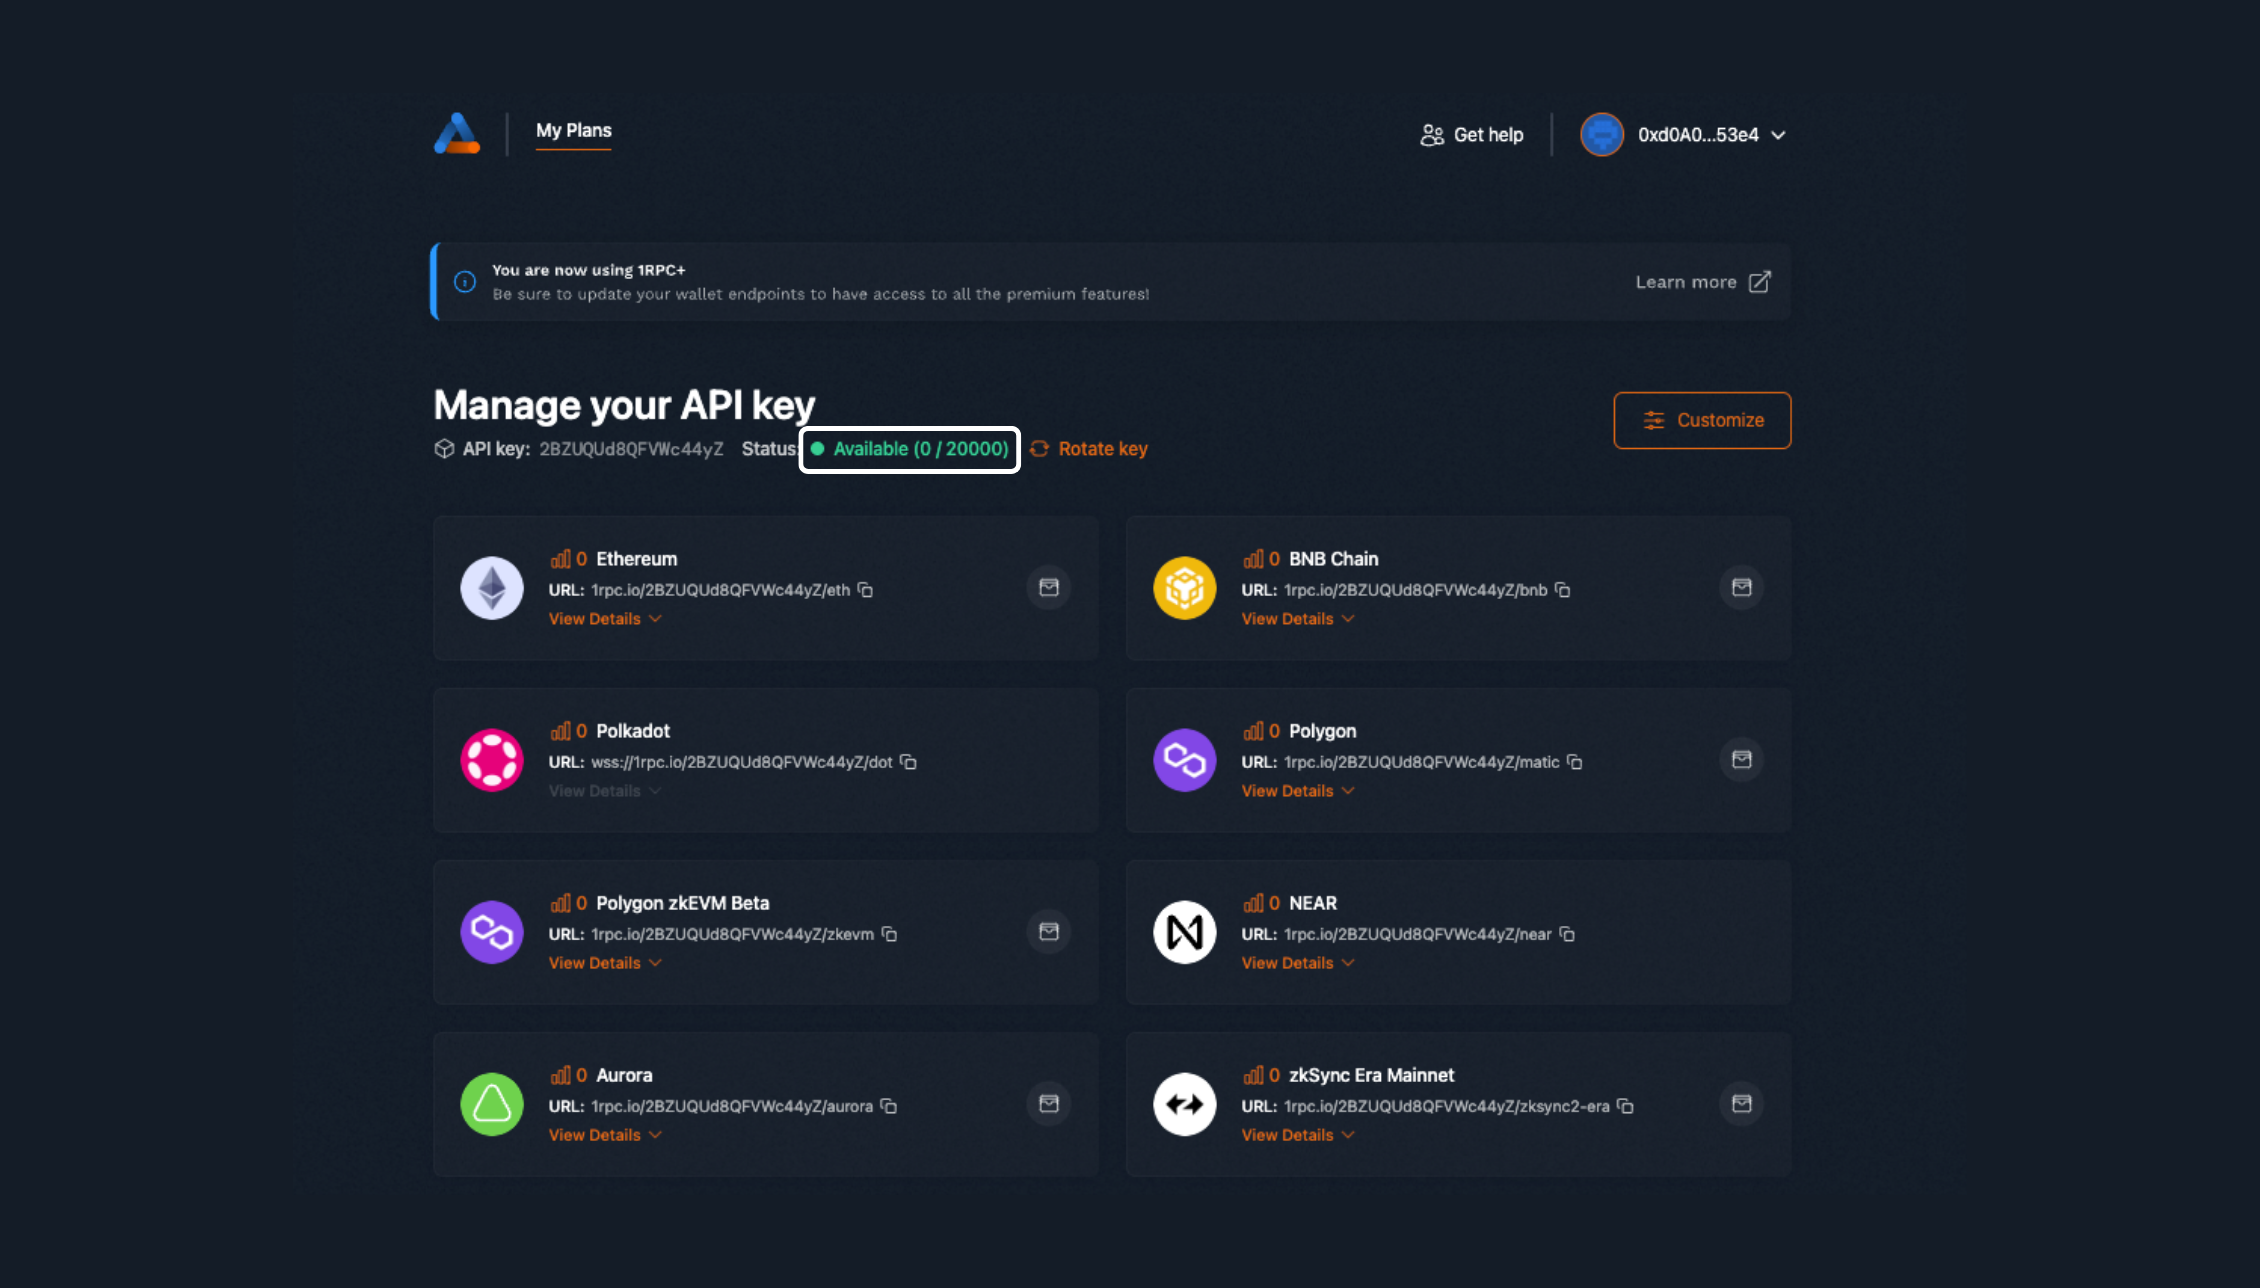 My Plans
Get help
0xd0A0...53e4
You are now using 1RPC+
Be sure to update your wallet endpoints to have access to all the premium features!
Learn more
Manage your API key
Customize
API key: 2BZUQUd8QFVWc44yZ Status: Available (0 / 20000) Rotate key
0 Ethereum
URL: 1rpc.io/2BZUQUd8QFVWc44yZ/eth
View Details
0 BNB Chain
URL: 1rpc.io/2BZUQUd8QFVWc44yZ/bnb
View Details
0 Polkadot
URL: wss://1rpc.io/2BZUQUd8QFVWc44yZ/dot
View Details
0 Polygon
URL: 1rpc.io/2BZUQUd8QFVWc44yZ/matic
View Details
0 Polygon zkEVM Beta
URL: 1rpc.io/2BZUQUd8QFVWc44yZ/zkevm
View Details
0 NEAR
URL: 1rpc.io/2BZUQUd8QFVWc44yZ/near
View Details
0 Aurora
URL: 1rpc.io/2BZUQUd8QFVWc44yZ/aurora
View Details
0 zkSync Era Mainnet
URL: 1rpc.io/2BZUQUd8QFVWc44yZ/zksync2-era
View Details